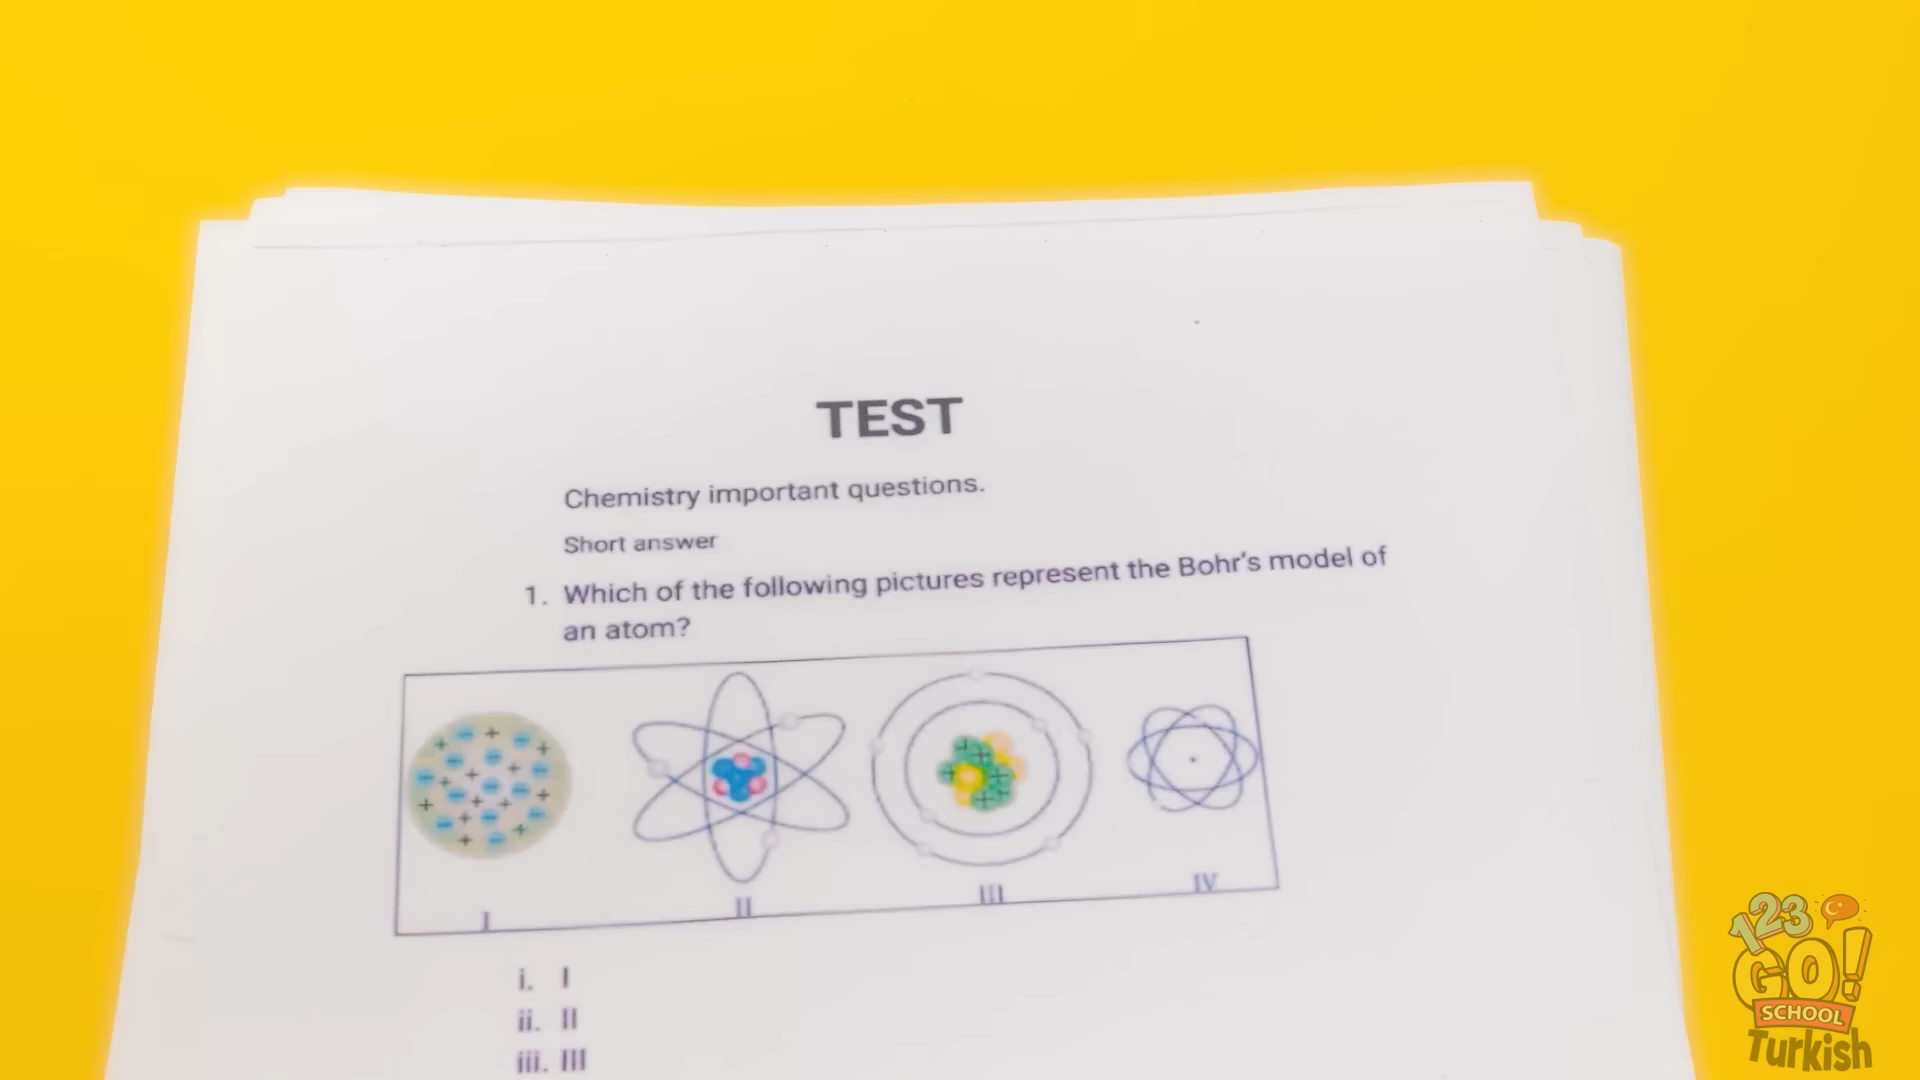 TEST
Chemistry important questions.
Short answer
1. Which of the following pictures represent the Bohr's model of
an atom?
I
II
III
IV
i. I
ii. II
iii. III
123
GO!
SCHOOL
Turkish